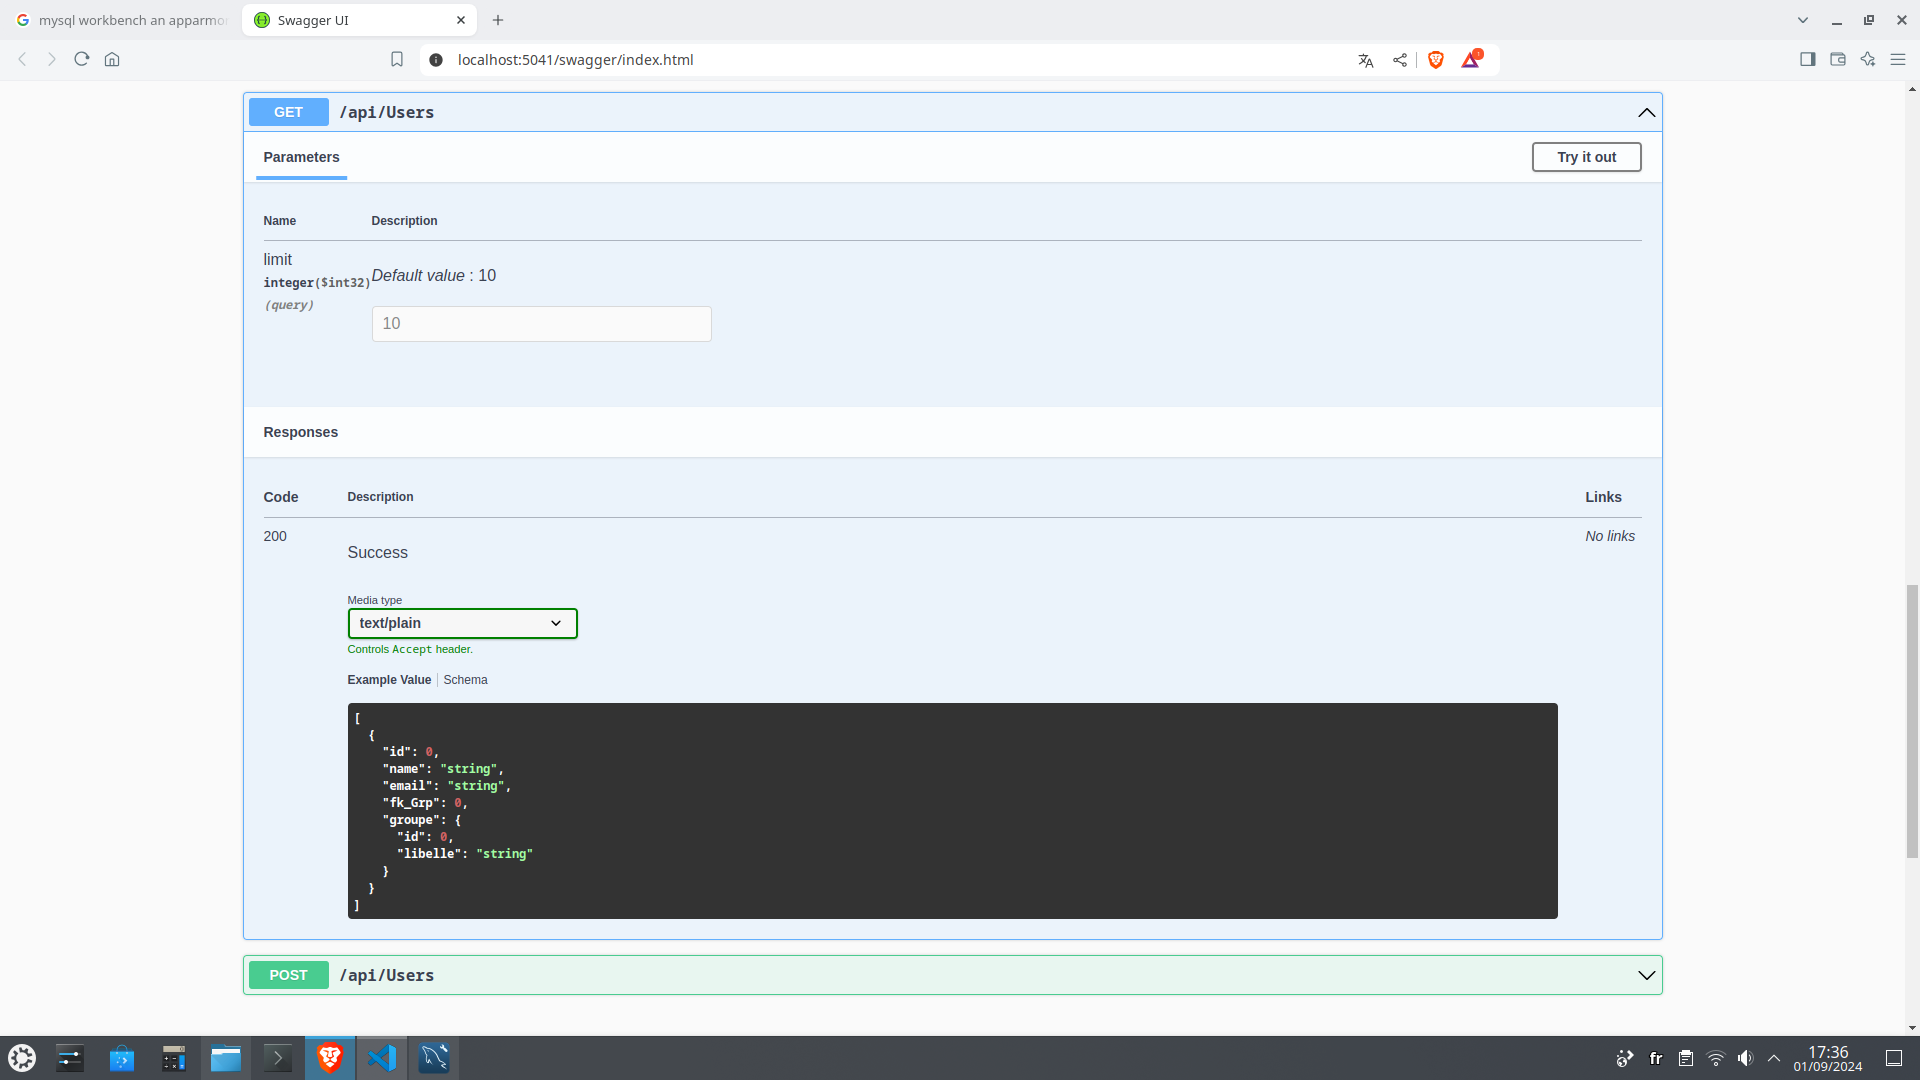 mysql workbench an apparmor
Swagger UI
localhost:5041/swagger/index.html
1
GET /api/Users
Parameters
Try it out
Name Description
limit
integer($int32)
(query)
Default value : 10
10
Responses
Code Description Links
200
Success
No links
Media type
text/plain
Controls Accept header.
Example Value Schema
[
{
"id": 0,
"name": "string",
"email": "string",
"fk_Grp": 0,
"groupe": {
"id": 0,
"libelle": "string"
}
}
]
POST /api/Users
fr
17:36
01/09/2024